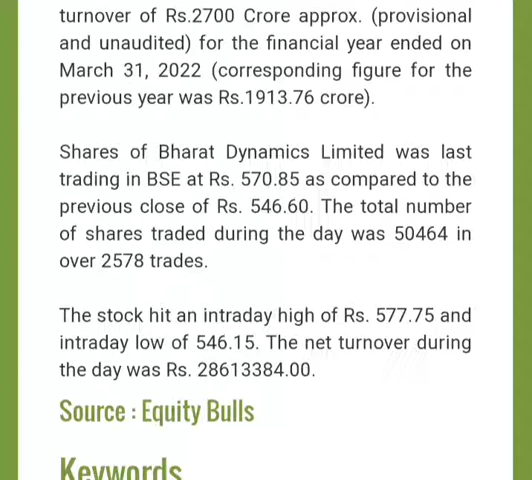 turnover of Rs.2700 Crore approx. (provisional
and unaudited) for the financial year ended on
March 31, 2022 (corresponding figure for the
previous year was Rs.1913.76 crore).
Shares of Bharat Dynamics Limited was last
trading in BSE at Rs. 570.85 as compared to the
previous close of Rs. 546.60. The total number
of shares traded during the day was 50464 in
over 2578 trades.
The stock hit an intraday high of Rs. 577.75 and
intraday low of 546.15. The net turnover during
the day was Rs. 28613384.00.
Source : Equity Bulls
Keywords